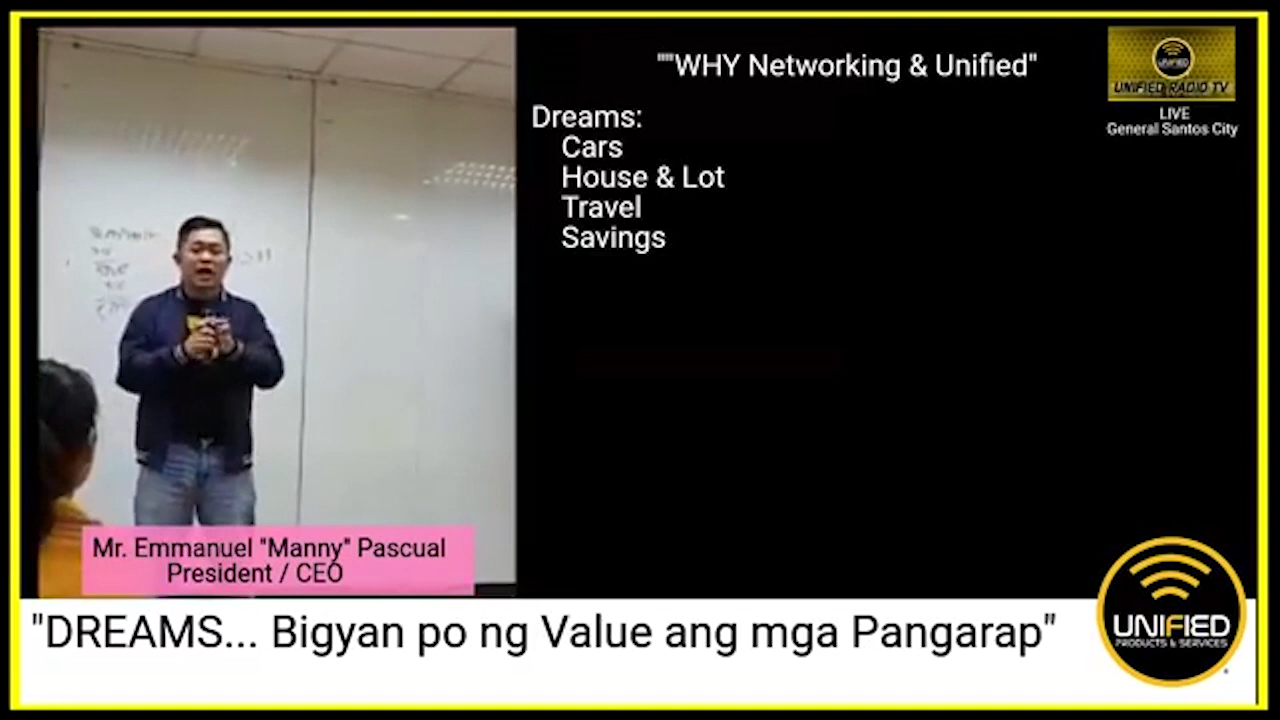 ""WHY Networking & Unified"
Dreams:
Cars
House & Lot
Travel
Savings
UNIFIED
UNIFIED RADIO TV
LIVE
General Santos City
Mr. Emmanuel "Manny" Pascual
President / CEO
"DREAMS... Bigyan po ng Value ang mga Pangarap"
UNIFIED
PRODUCTS & SERVICES